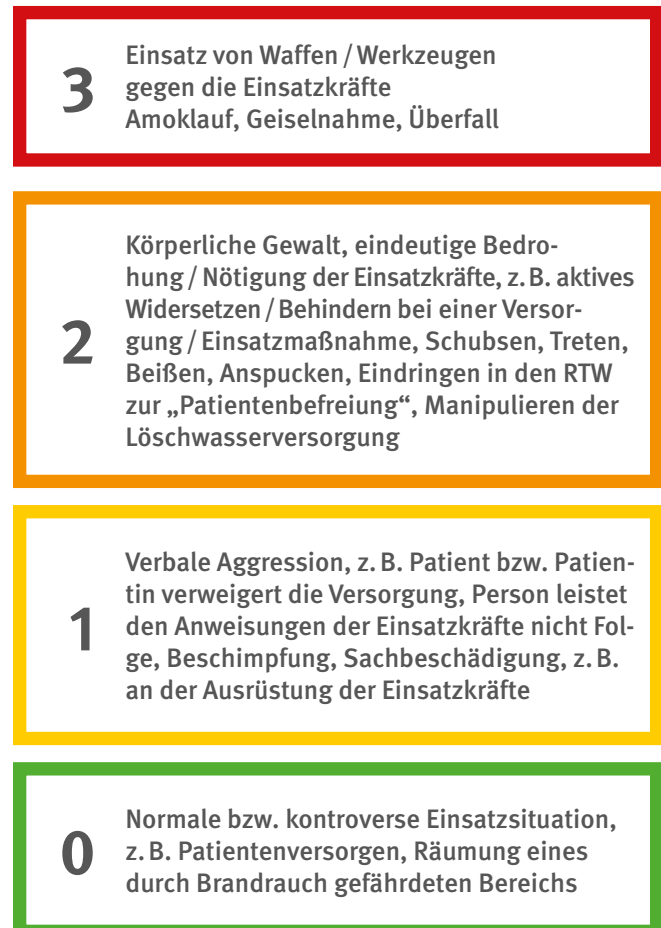 3
Einsatz von Waffen / Werkzeugen
gegen die Einsatzkräfte
Amoklauf, Geiselnahme, Überfall
2
Körperliche Gewalt, eindeutige Bedro-
hung / Nötigung der Einsatzkräfte, z. B. aktives
Widersetzen / Behindern bei einer Versor-
gung / Einsatzmaßnahme, Schubsen, Treten,
Beißen, Anspucken, Eindringen in den RTW
zur „Patientenbefreiung“, Manipulieren der
Löschwasserversorgung
1
Verbale Aggression, z. B. Patient bzw. Patien-
tin verweigert die Versorgung, Person leistet
den Anweisungen der Einsatzkräfte nicht Fol-
ge, Beschimpfung, Sachbeschädigung, z. B.
an der Ausrüstung der Einsatzkräfte
0
Normale bzw. kontroverse Einsatzsituation,
z. B. Patientenversorgen, Räumung eines
durch Brandrauch gefährdeten Bereichs